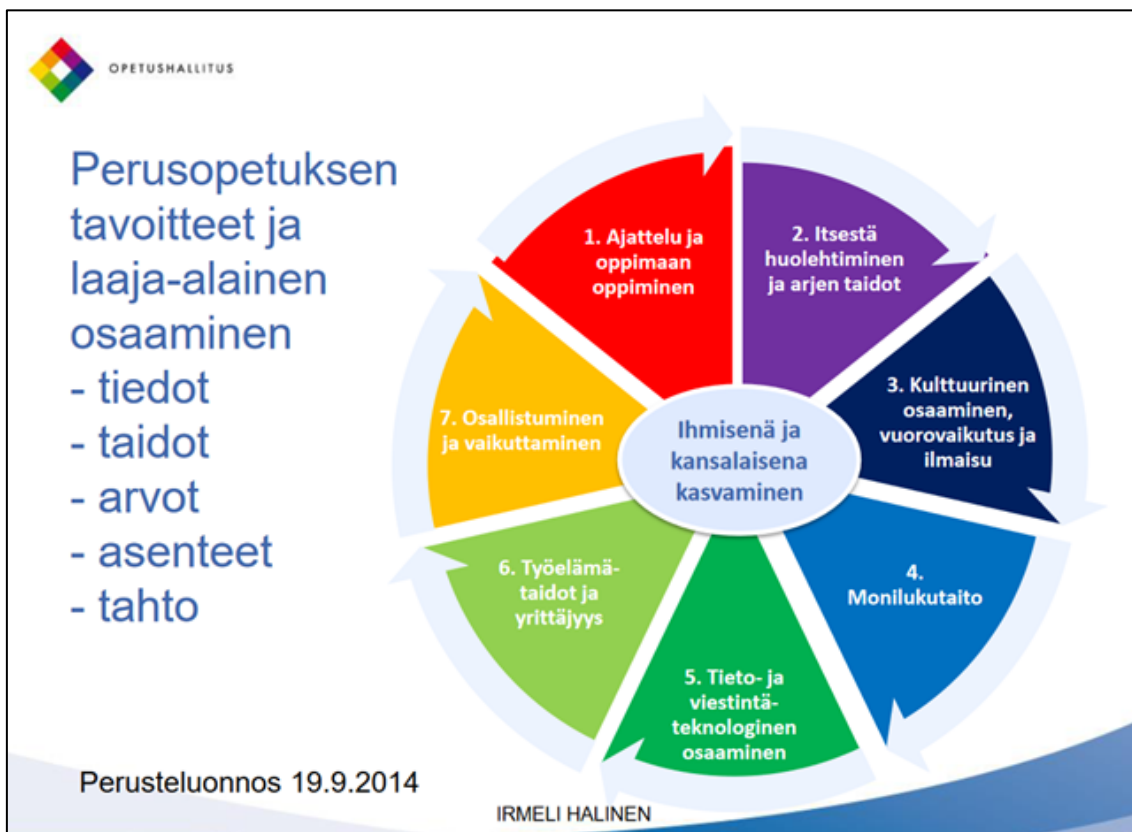 OPETUSHALLITUS
Perusopetuksen
tavoitteet ja
laaja-alainen
osaaminen
- tiedot
- taidot
- arvot
- asenteet
- tahto
1. Ajattelu ja
oppimaan
oppiminen
2. Itsestä
huolehtiminen
ja arjen taidot
3. Kulttuurinen
osaaminen,
vuorovaikutus ja
ilmaisu
4.
Monilukutaito
5. Tieto- ja
viestintä-
teknologinen
osaaminen
6. Työelämä-
taidot ja
yrittäjyys
7. Osallistuminen
ja vaikuttaminen
Ihmisenä ja
kansalaisena
kasvaminen
Perusteluonnos 19.9.2014
IRMELI HALINEN